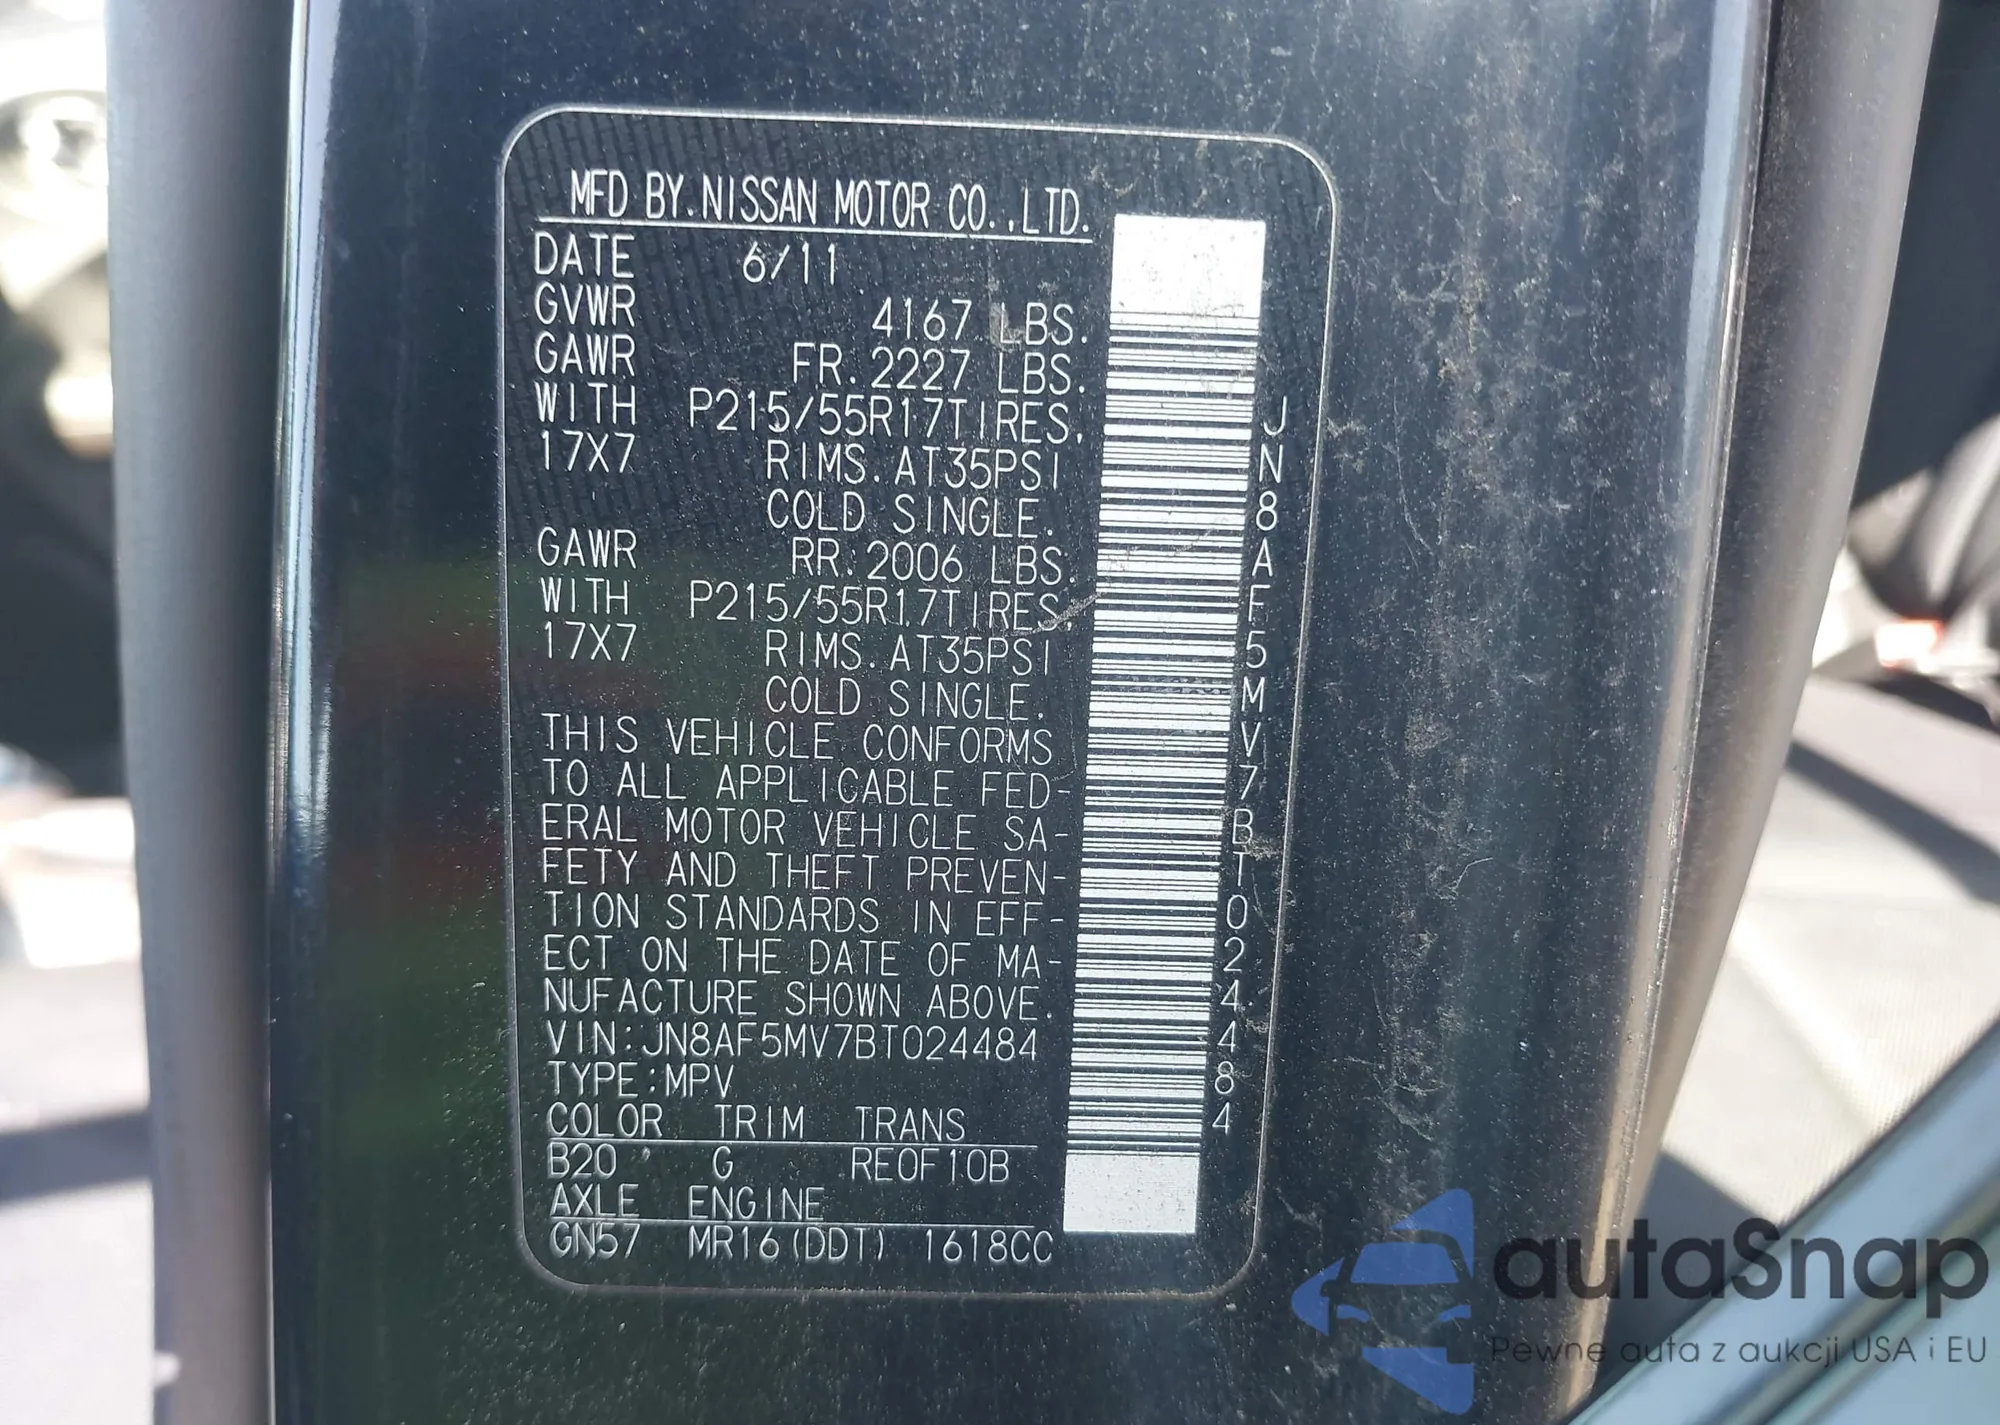 MFD BY.NISSAN MOTOR CO.,LTD.
DATE 6/11
GVWR 4167 LBS.
GAWR FR.2227 LBS.
WITH P215/55R17TIRES,
17X7 RIMS.AT35PSI
COLD SINGLE.
GAWR RR.2006 LBS.
WITH P215/55R17TIRES,
17X7 RIMS.AT35PSI
COLD SINGLE.
THIS VEHICLE CONFORMS
TO ALL APPLICABLE FED-
ERAL MOTOR VEHICLE SA-
FETY AND THEFT PREVEN-
TION STANDARDS IN EFF-
ECT ON THE DATE OF MA-
NUFACTURE SHOWN ABOVE.
VIN:JN8AF5MV7BT024484
TYPE:MPV
COLOR TRIM TRANS
B20 G RE0F10B
AXLE ENGINE
GN57 MR16(DDT) 1618CC
JN8AF5MV7BT024484
autaSnap
Pewne auta z aukcji USA i EU